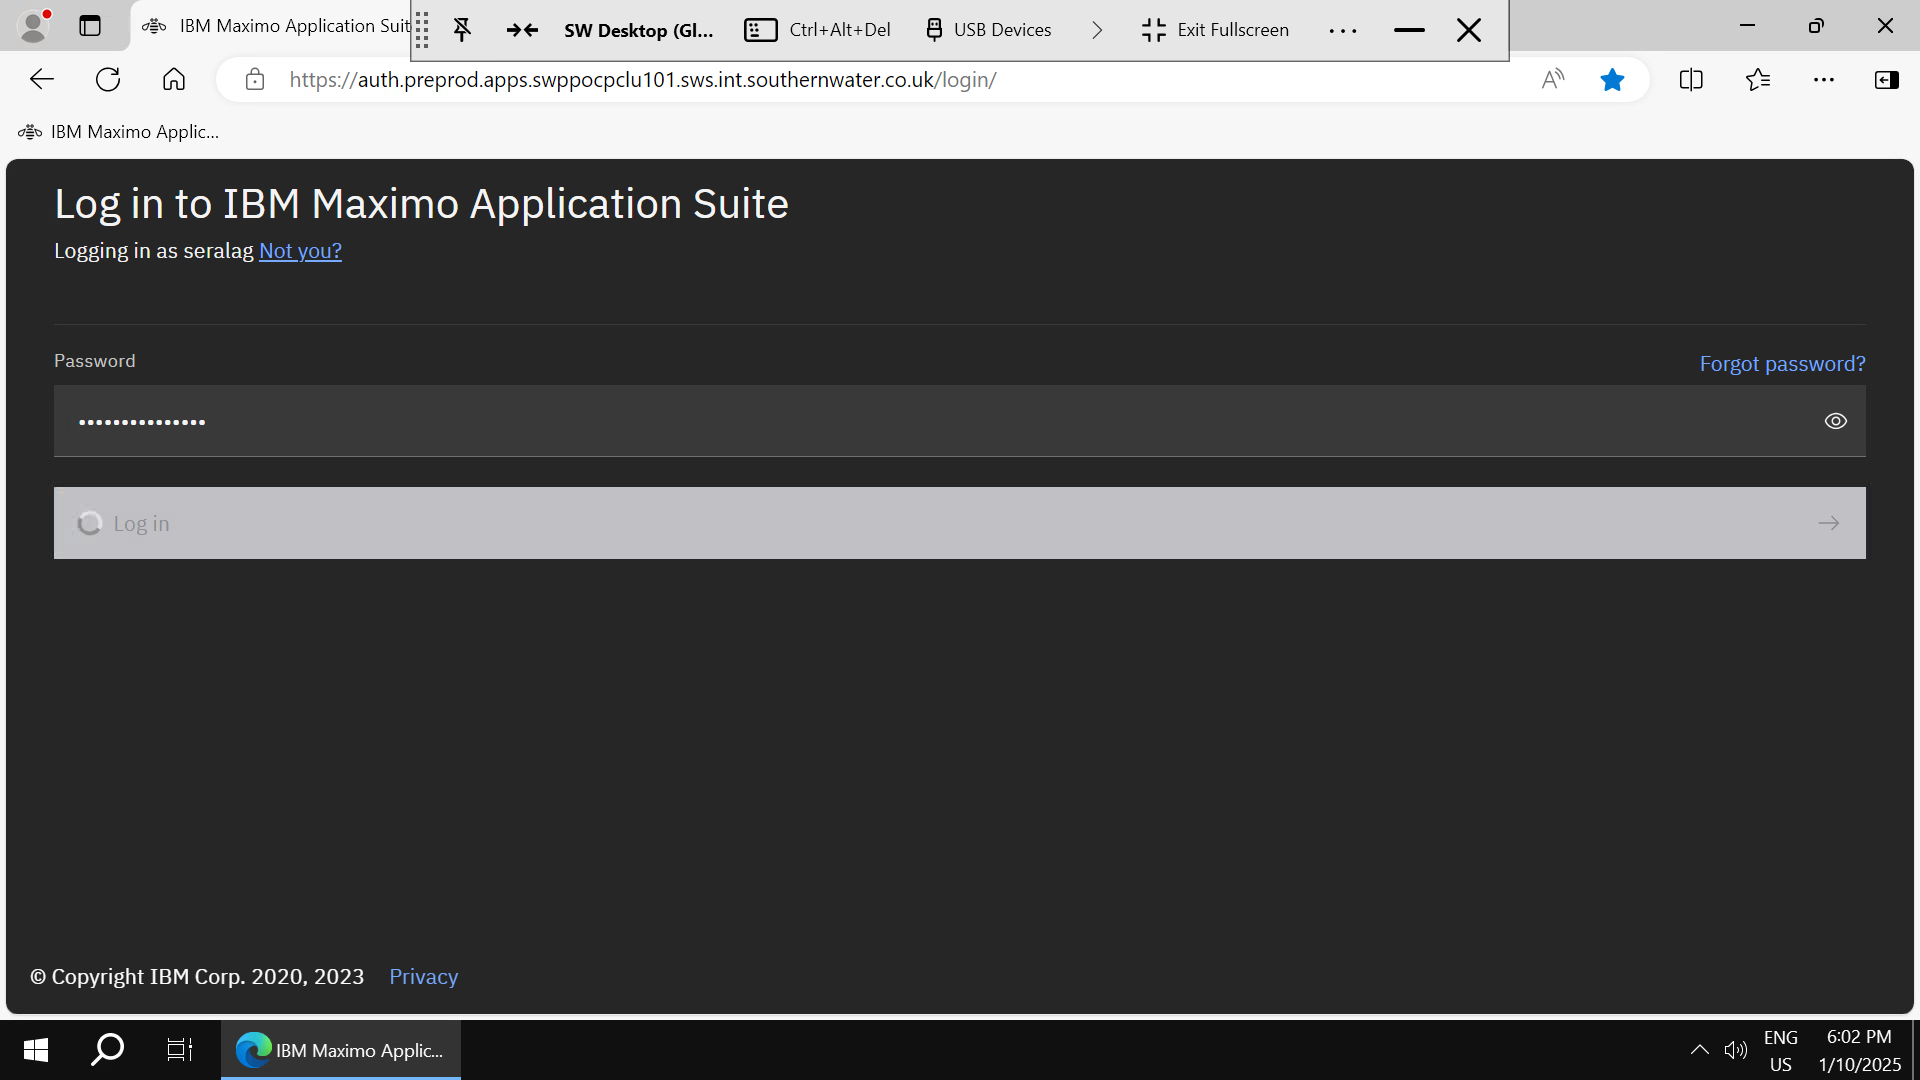 IBM Maximo Application Suit
SW Desktop (Gl...
Ctrl+Alt+Del
USB Devices
Exit Fullscreen
https://auth.preprod.apps.swppocpclu101.sws.int.southernwater.co.uk/login/
IBM Maximo Applic...
Log in to IBM Maximo Application Suite
Logging in as seralag Not you?
Password
Forgot password?
•••••••••••••••
Log in
© Copyright IBM Corp. 2020, 2023 Privacy
IBM Maximo Applic...
ENG
US
6:02 PM
1/10/2025